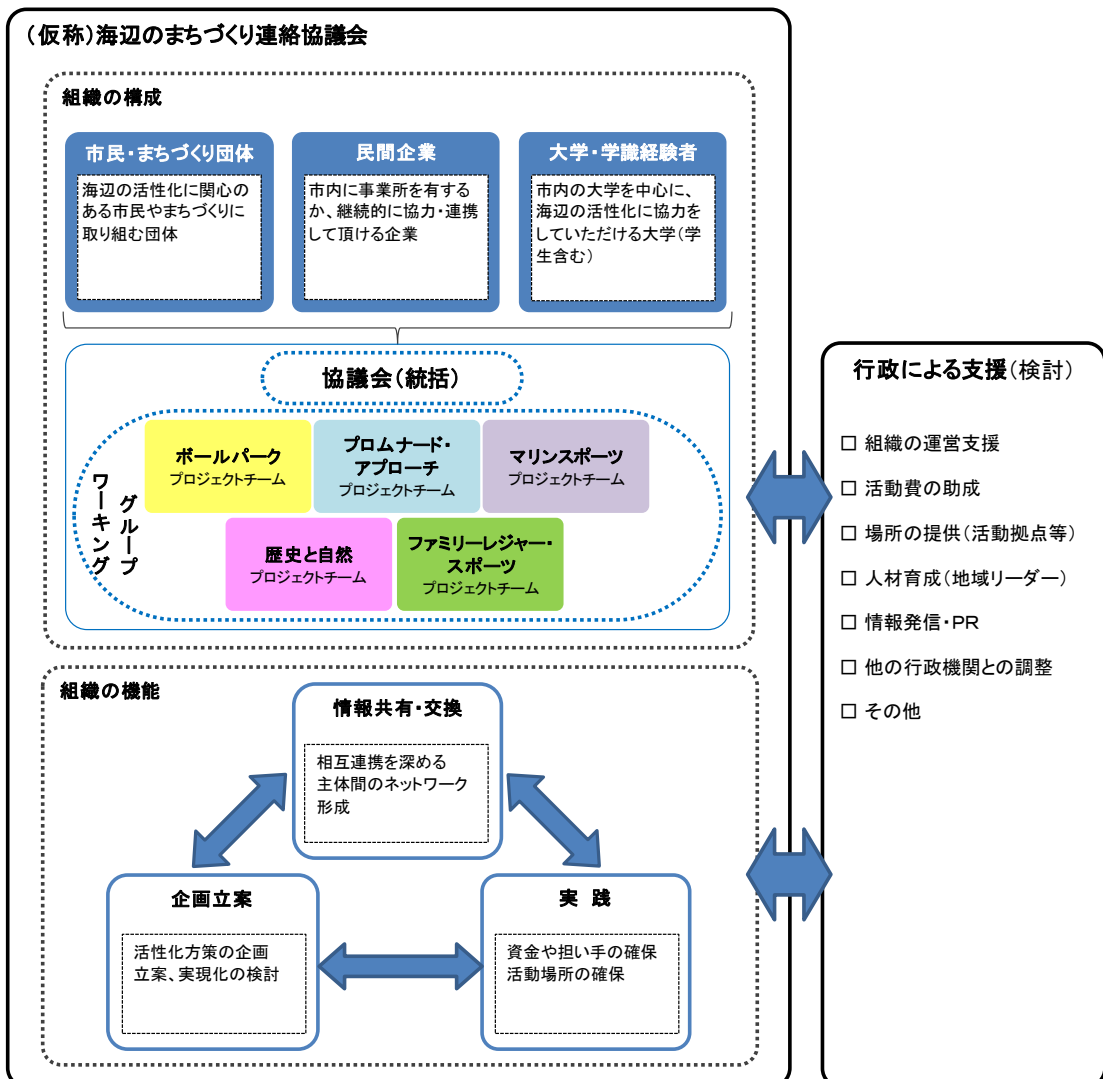 （仮称）海辺のまちづくり連絡協議会
組織の構成
市民・まちづくり団体
海辺の活性化に関心の
ある市民やまちづくりに
取り組む団体
民間企業
市内に事業所を有する
か、継続的に協力・連携
して頂ける企業
大学・学識経験者
市内の大学を中心に、
海辺の活性化に協力を
していただける大学（学
生含む）
協議会（統括）
ワーキング
グループ
ボールパーク
プロジェクトチーム
プロムナード・
アプローチ
プロジェクトチーム
マリンスポーツ
プロジェクトチーム
歴史と自然
プロジェクトチーム
ファミリーレジャー・
スポーツ
プロジェクトチーム
組織の機能
情報共有・交換
相互連携を深める
主体間のネットワーク
形成
企画立案
活性化方策の企画
立案、実現化の検討
実 践
資金や担い手の確保
活動場所の確保
行政による支援（検討）
□ 組織の運営支援
□ 活動費の助成
□ 場所の提供（活動拠点等）
□ 人材育成（地域リーダー）
□ 情報発信・PR
□ 他の行政機関との調整
□ その他